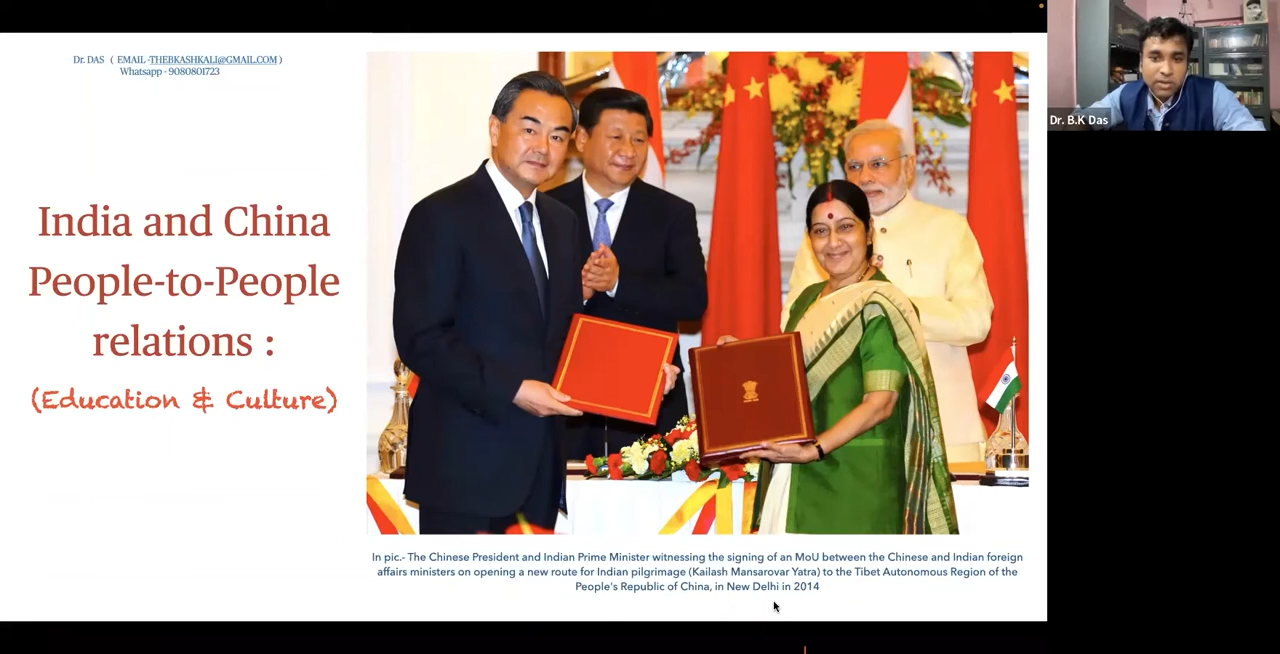 Dr. DAS ( EMAIL -THEBKASHKALI@GMAIL.COM )
Whatsapp - 9080801723
India and China
People-to-People
relations :
(Education & Culture)
In pic.- The Chinese President and Indian Prime Minister witnessing the signing of an MoU between the Chinese and Indian foreign
affairs ministers on opening a new route for Indian pilgrimage (Kailash Mansarovar Yatra) to the Tibet Autonomous Region of the
People's Republic of China, in New Delhi in 2014
Dr. B.K Das